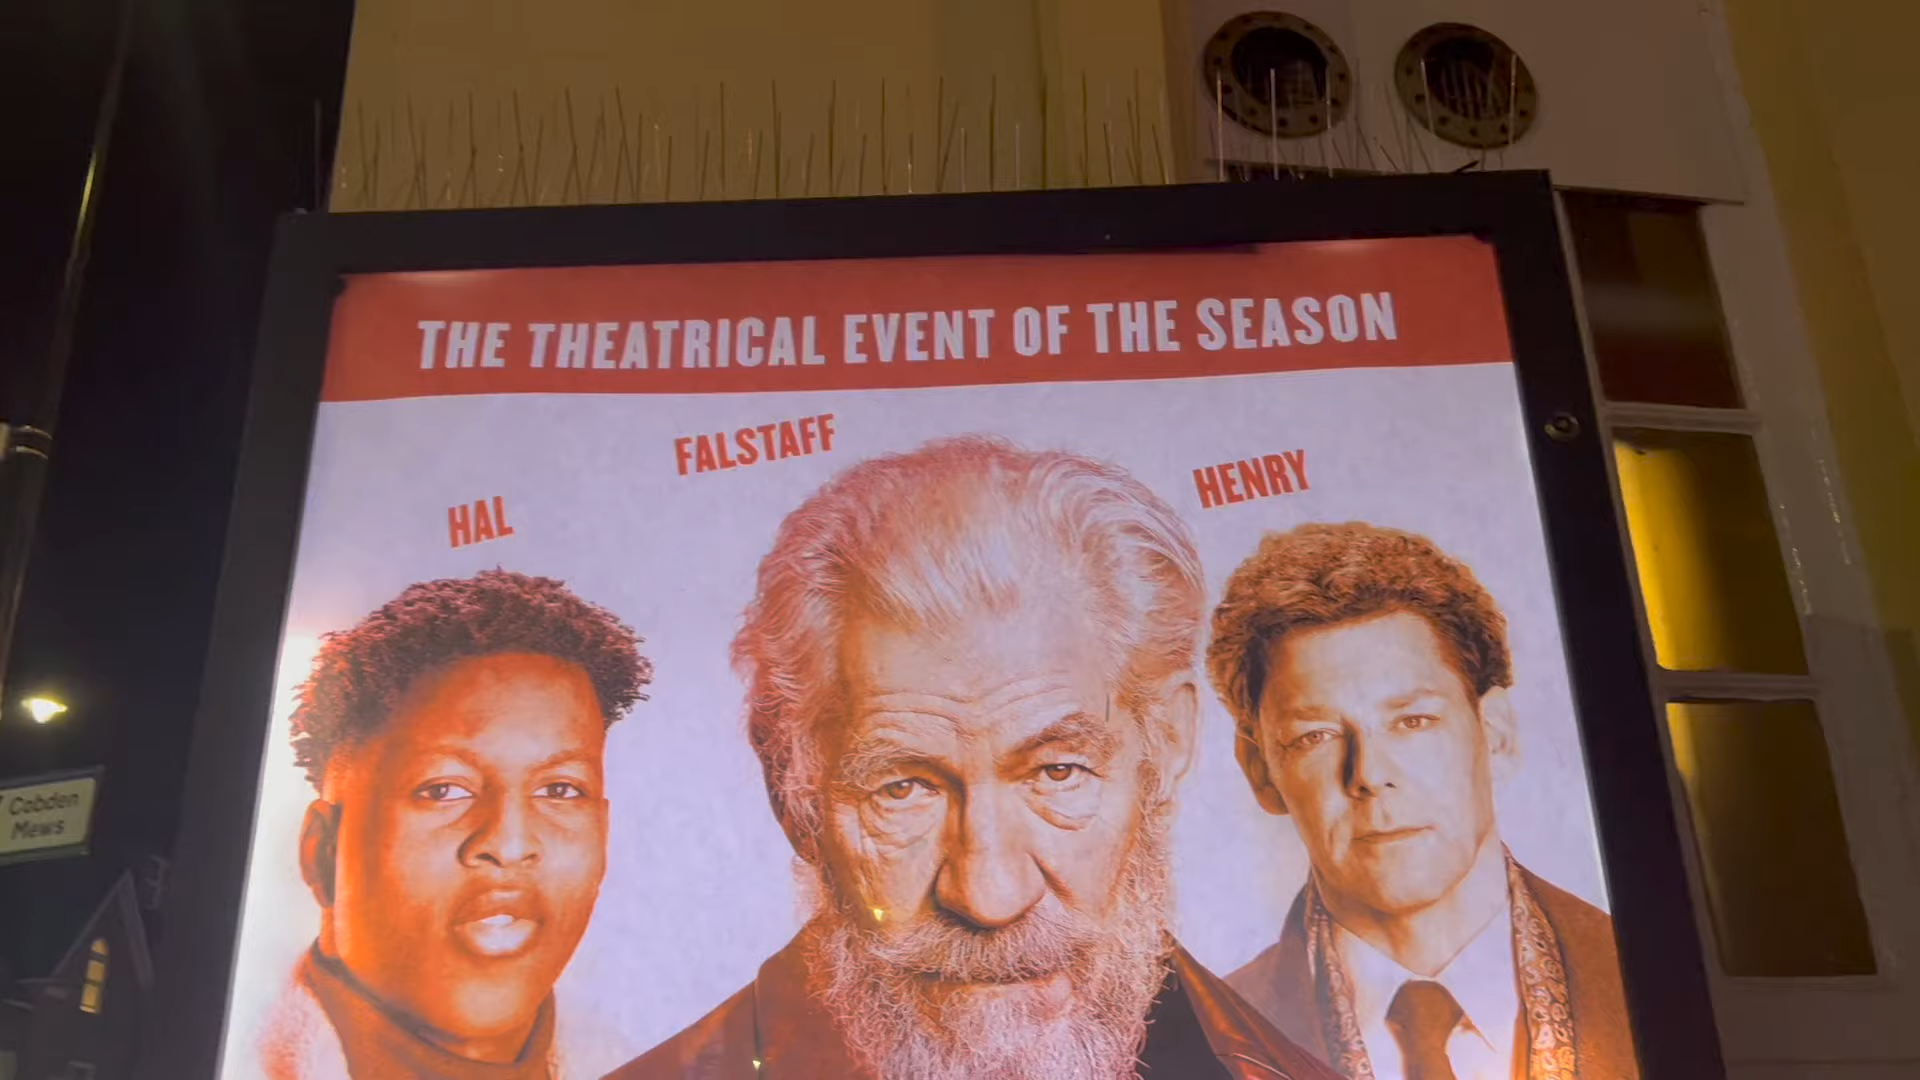 THE THEATRICAL EVENT OF THE SEASON
FALSTAFF
HENRY
HAL
Cobden
Mews